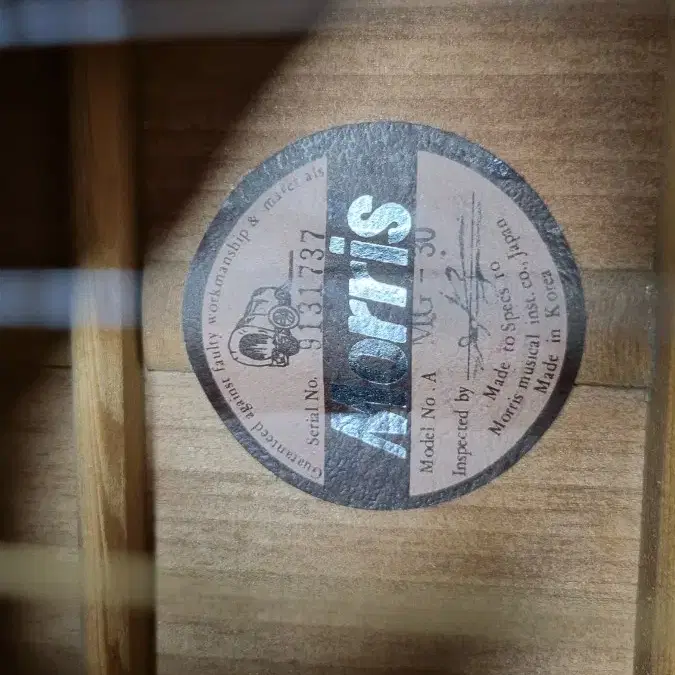 Guaranteed against faulty workmanship & materials
Serial No. 9131737
Morris
Model No. A MG-30
Inspected by
Made to Specs To
Morris musical inst. co., Japan
Made in Korea